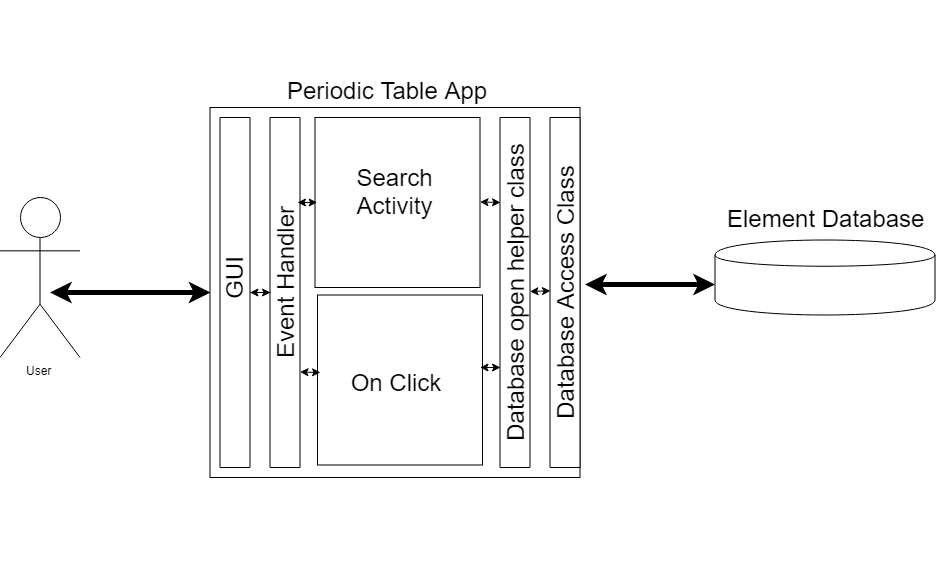 Periodic Table App
User
GUI
Event Handler
Search
Activity
On Click
Database open helper class
Database Access Class
Element Database